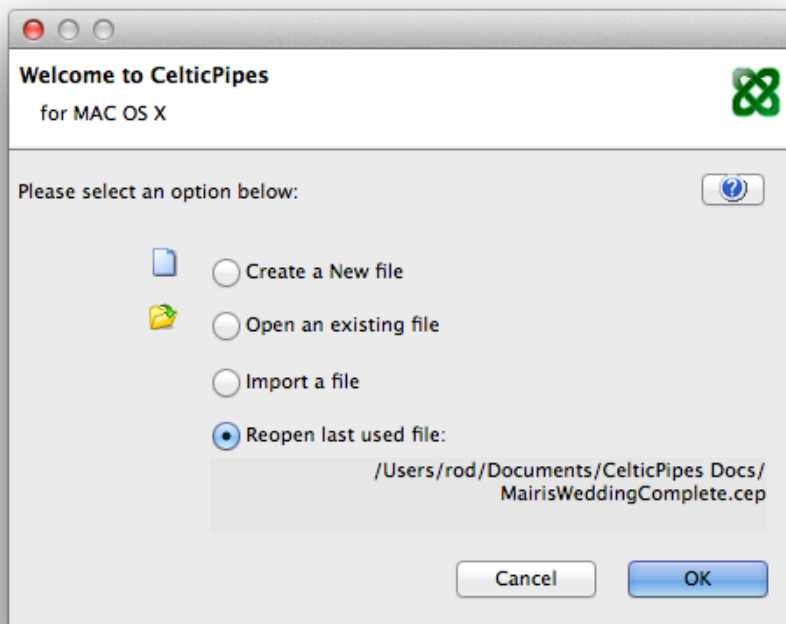 Welcome to CelticPipes
for MAC OS X
Please select an option below:
Create a New file
Open an existing file
Import a file
Reopen last used file:
/Users/rod/Documents/CelticPipes Docs/
MairisWeddingComplete.cep
Cancel
OK